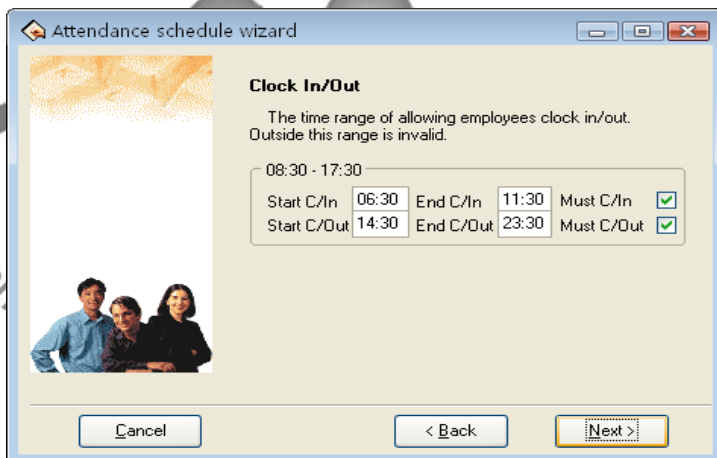 Attendance schedule wizard
Clock In/Out
The time range of allowing employees clock in/out.
Outside this range is invalid.
08:30 - 17:30
Start C/In 06:30 End C/In 11:30 Must C/In
Start C/Out 14:30 End C/Out 23:30 Must C/Out
Cancel < Back Next >